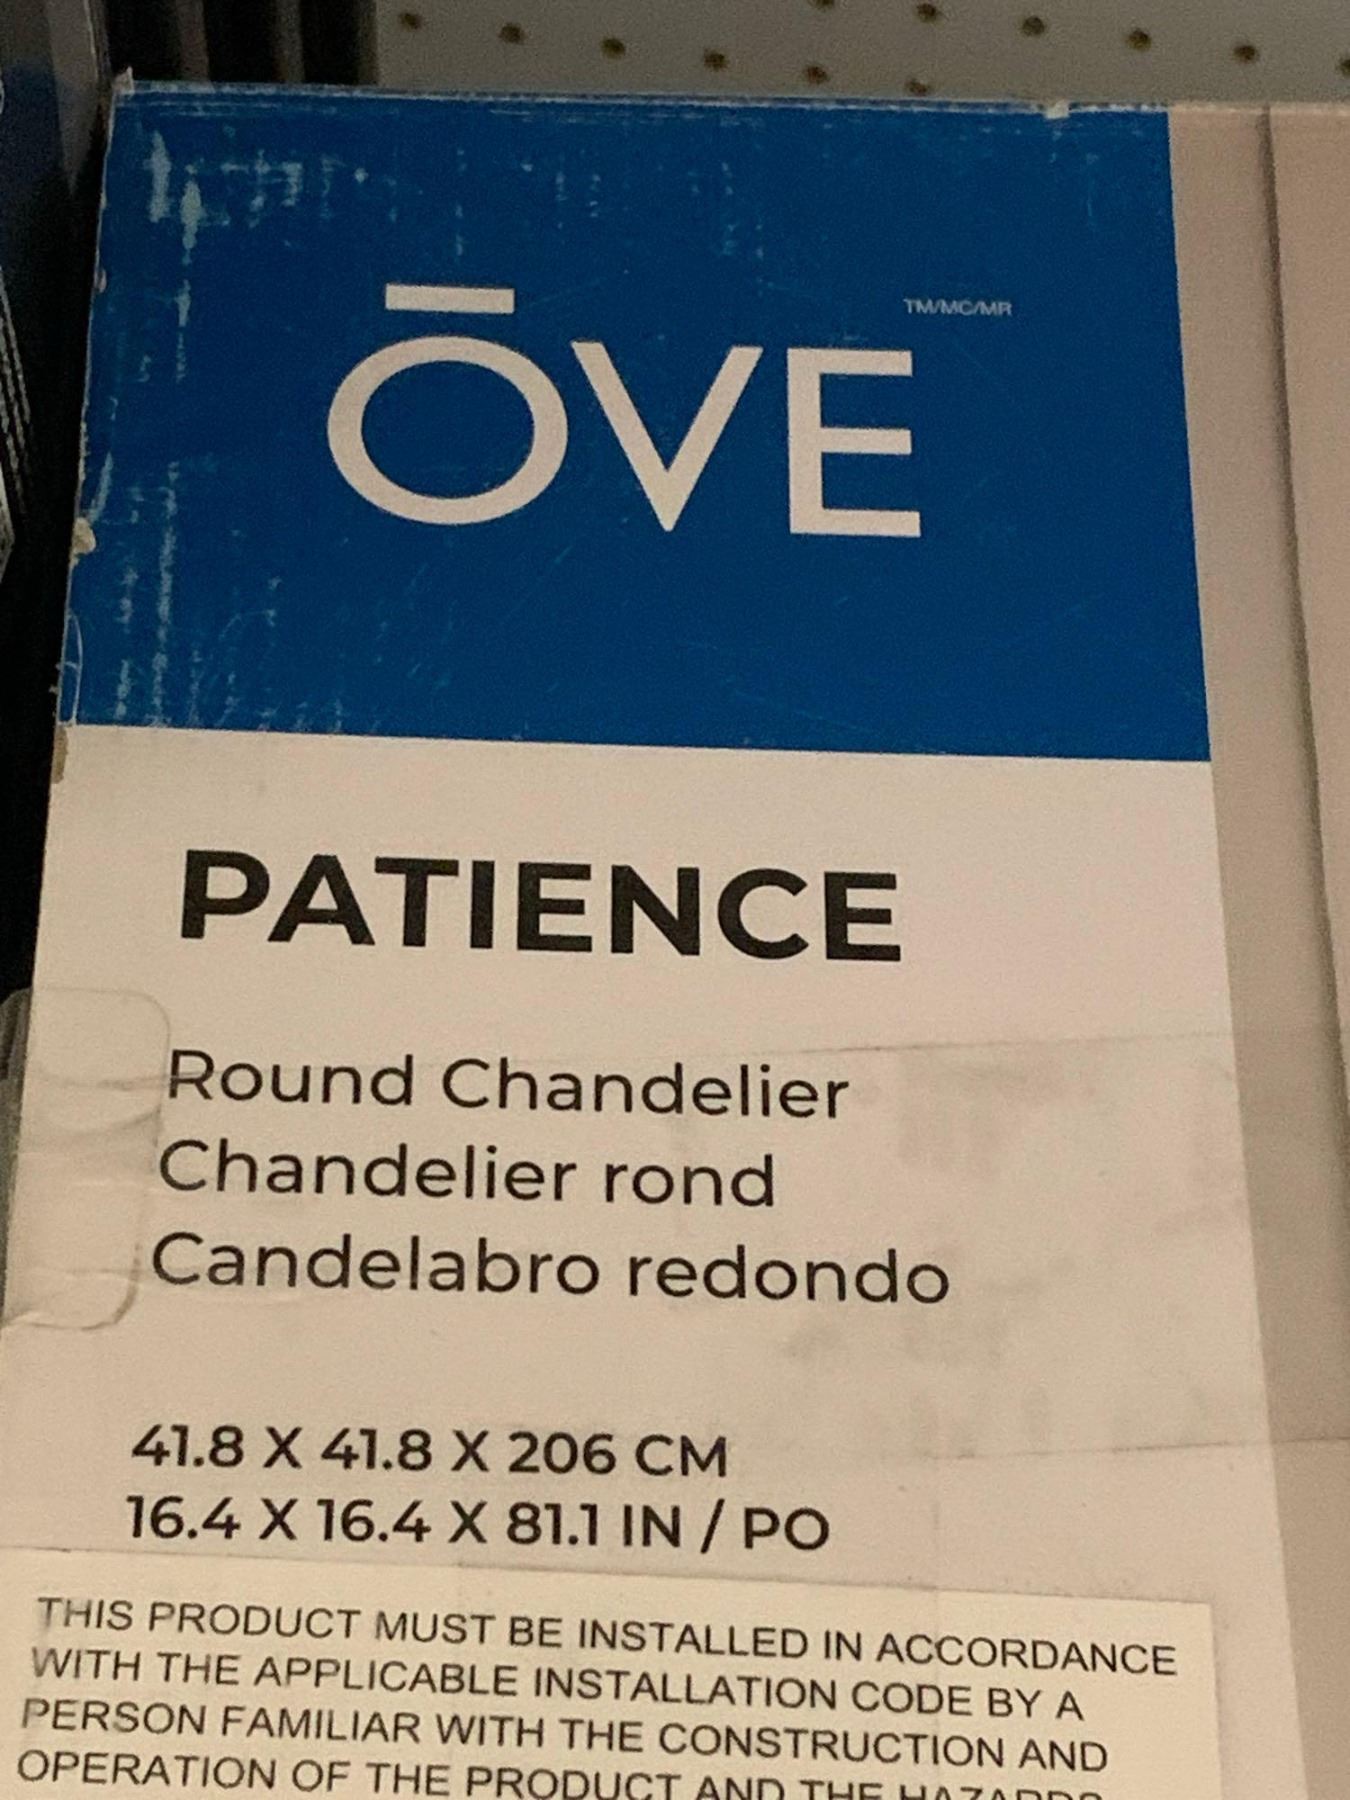 ŌVE TM/MC/MR
PATIENCE
Round Chandelier
Chandelier rond
Candelabro redondo
41.8 X 41.8 X 206 CM
16.4 X 16.4 X 81.1 IN / PO
THIS PRODUCT MUST BE INSTALLED IN ACCORDANCE
WITH THE APPLICABLE INSTALLATION CODE BY A
PERSON FAMILIAR WITH THE CONSTRUCTION AND
OPERATION OF THE PRODUCT AND THE HAZARDS